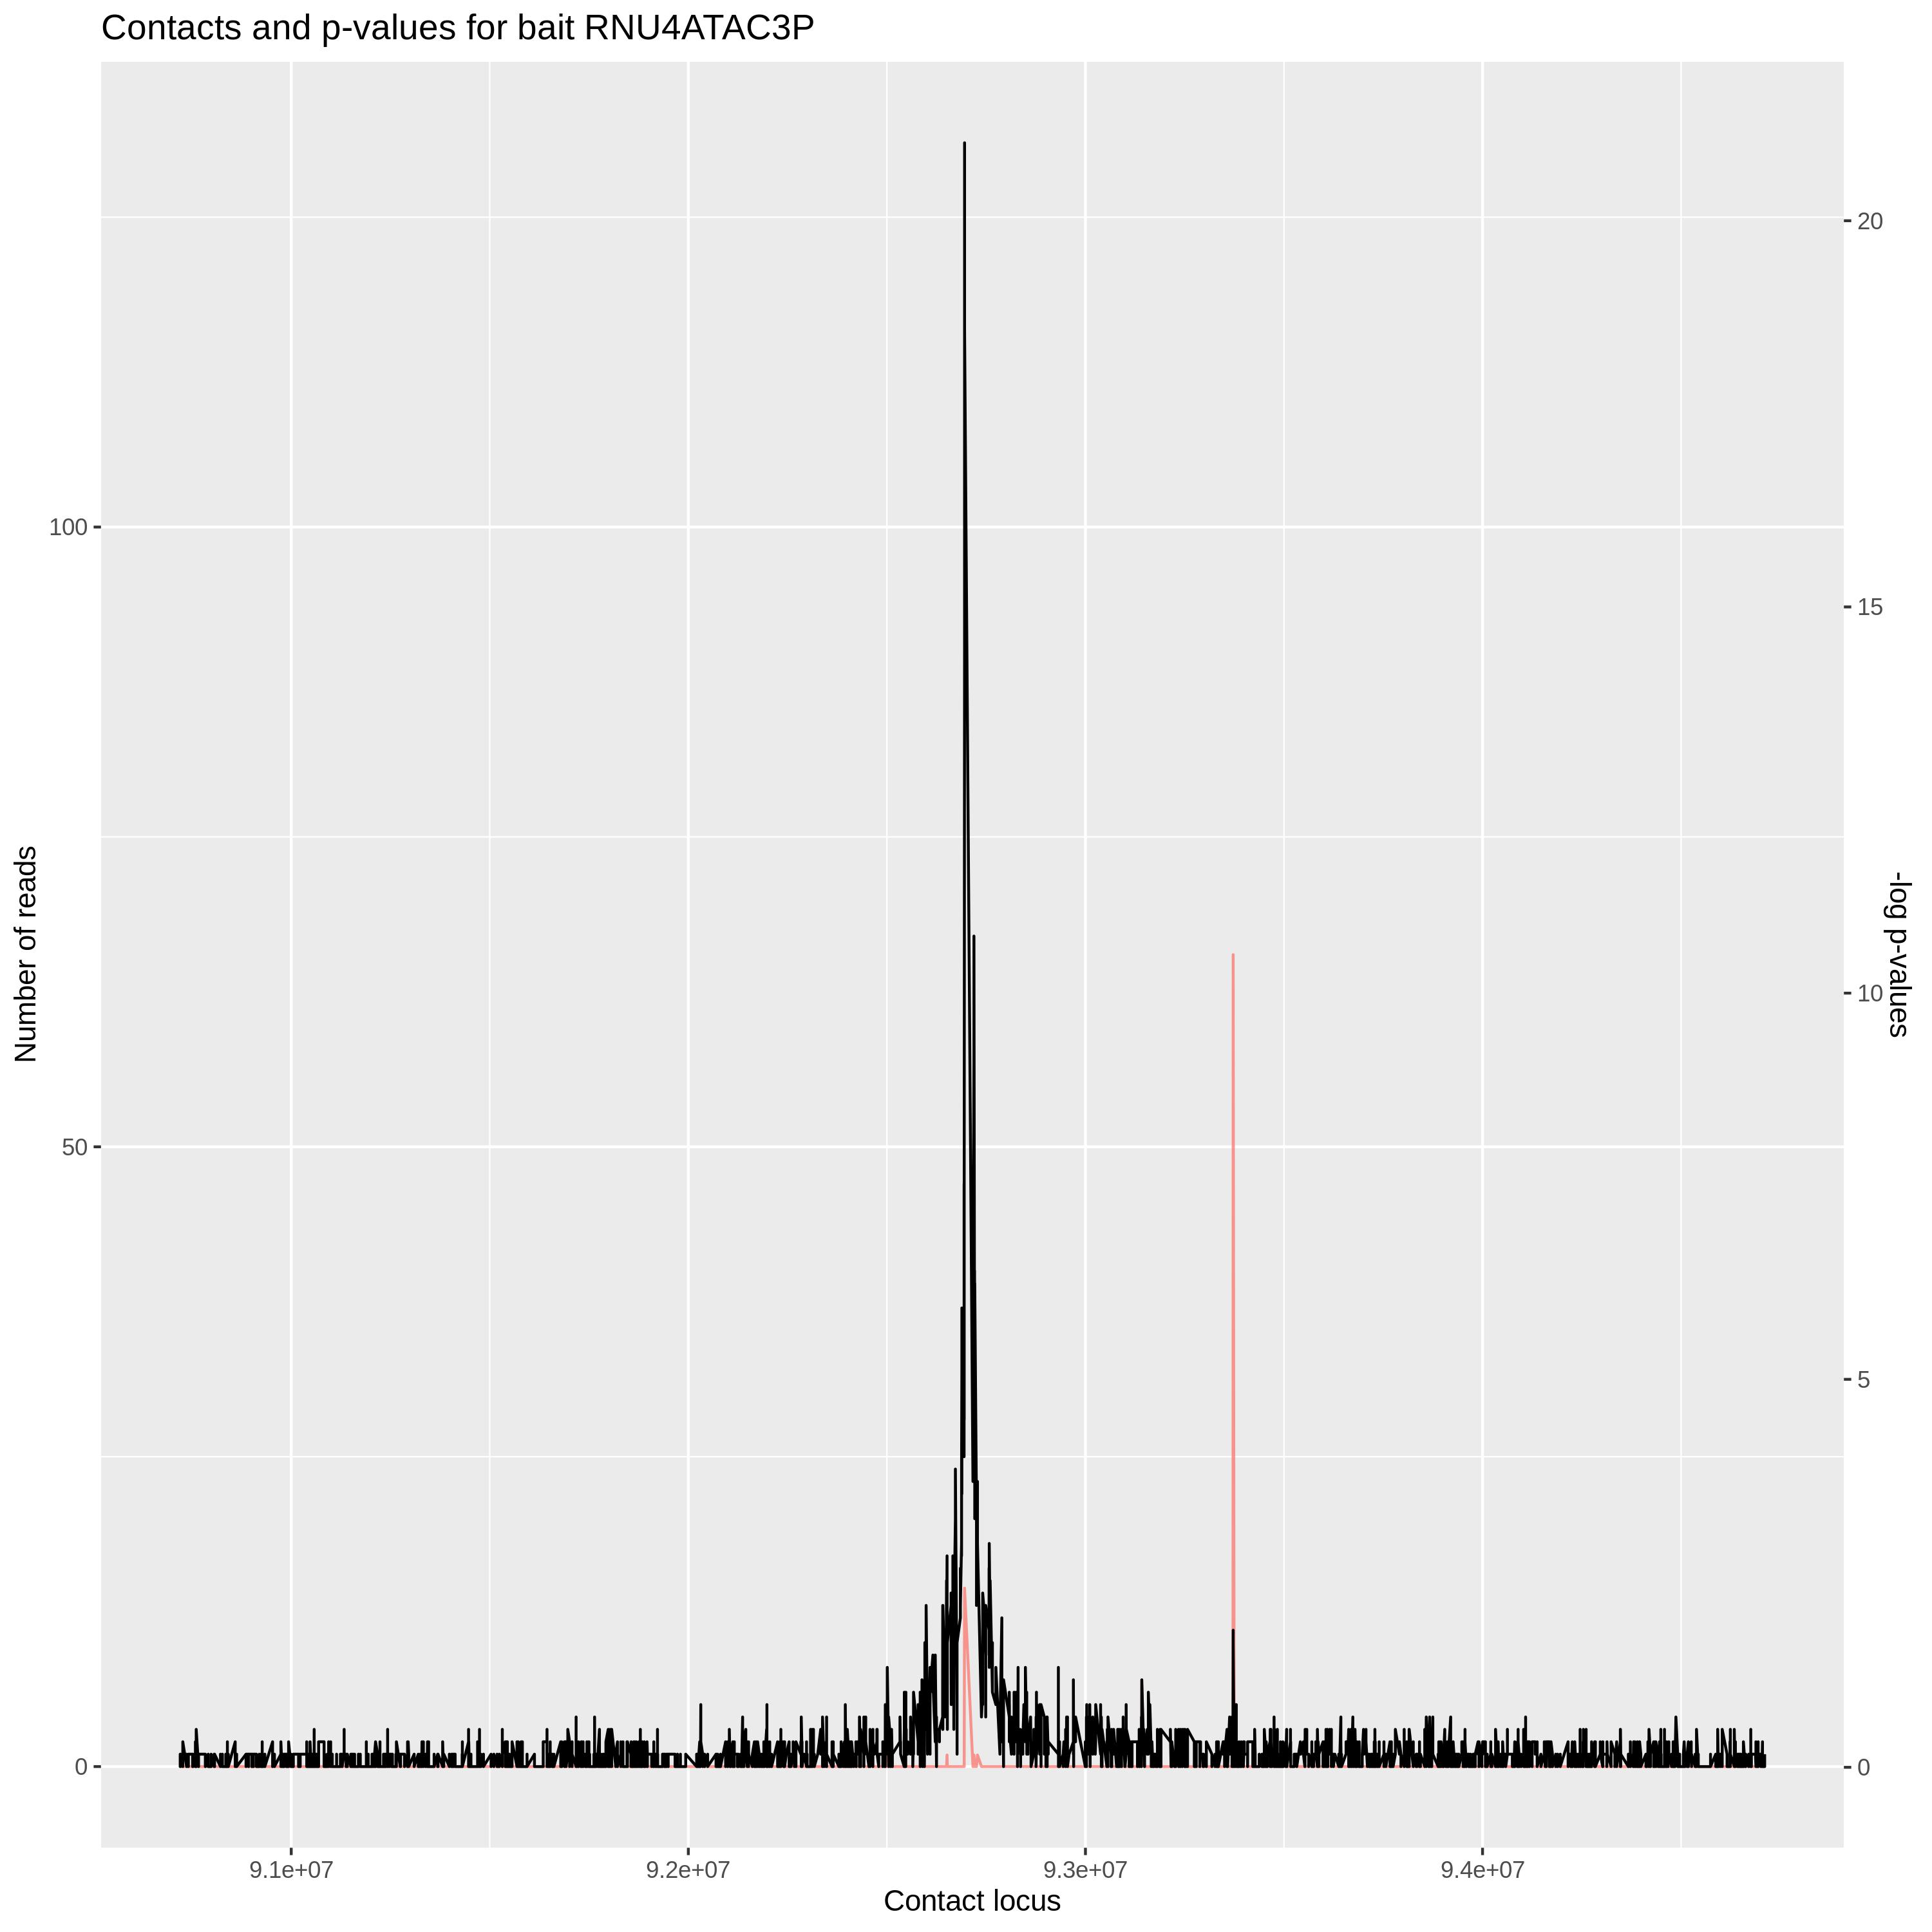 Contacts and p-values for bait RNU4ATAC3P
100
50
0
Number of reads
20
15
10
5
0
-log p-values
9.1e+07
9.2e+07
9.3e+07
9.4e+07
Contact locus